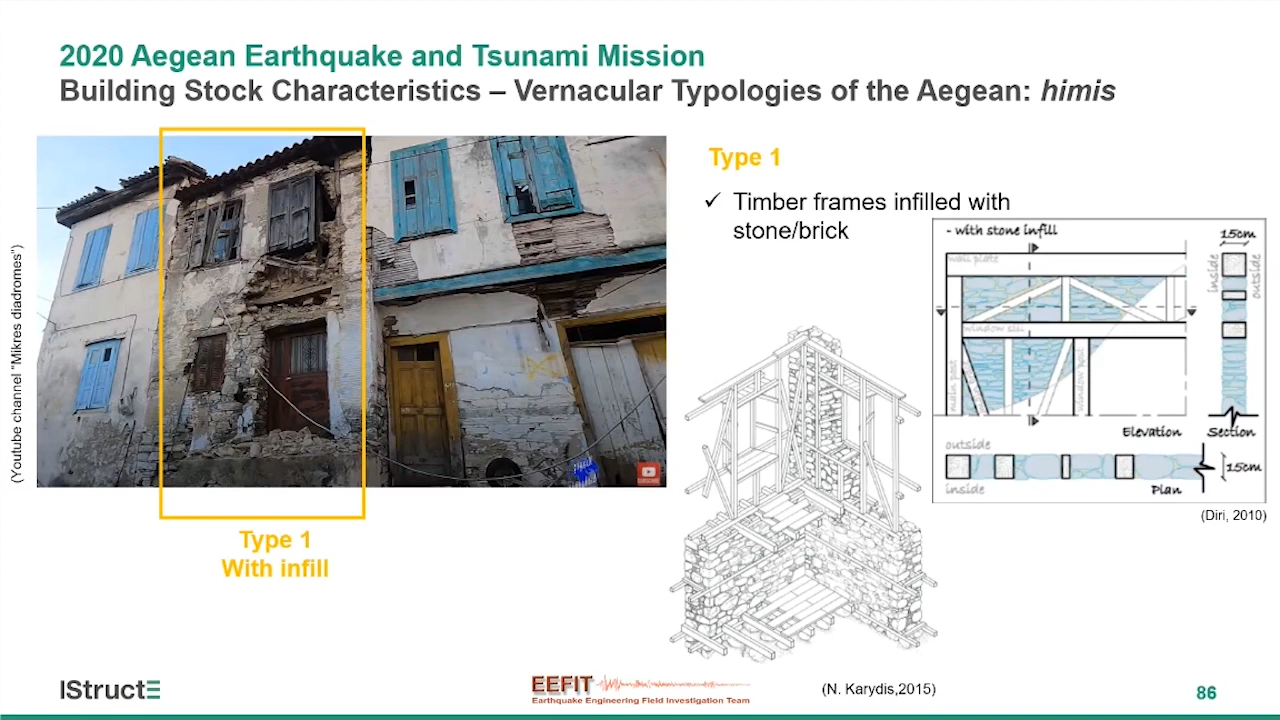 2020 Aegean Earthquake and Tsunami Mission
Building Stock Characteristics – Vernacular Typologies of the Aegean: himis
(Youtube channel "Mikres diadromes")
Type 1
With infill
Type 1
✓ Timber frames infilled with
stone/brick
- with stone infill
15cm
wall plate
inside
outside
window sill
main post
Elevation
Section
outside
15cm
inside
Plan
(Diri, 2010)
(N. Karydis,2015)
IStructE
EEFIT
Earthquake Engineering Field Investigation Team
86